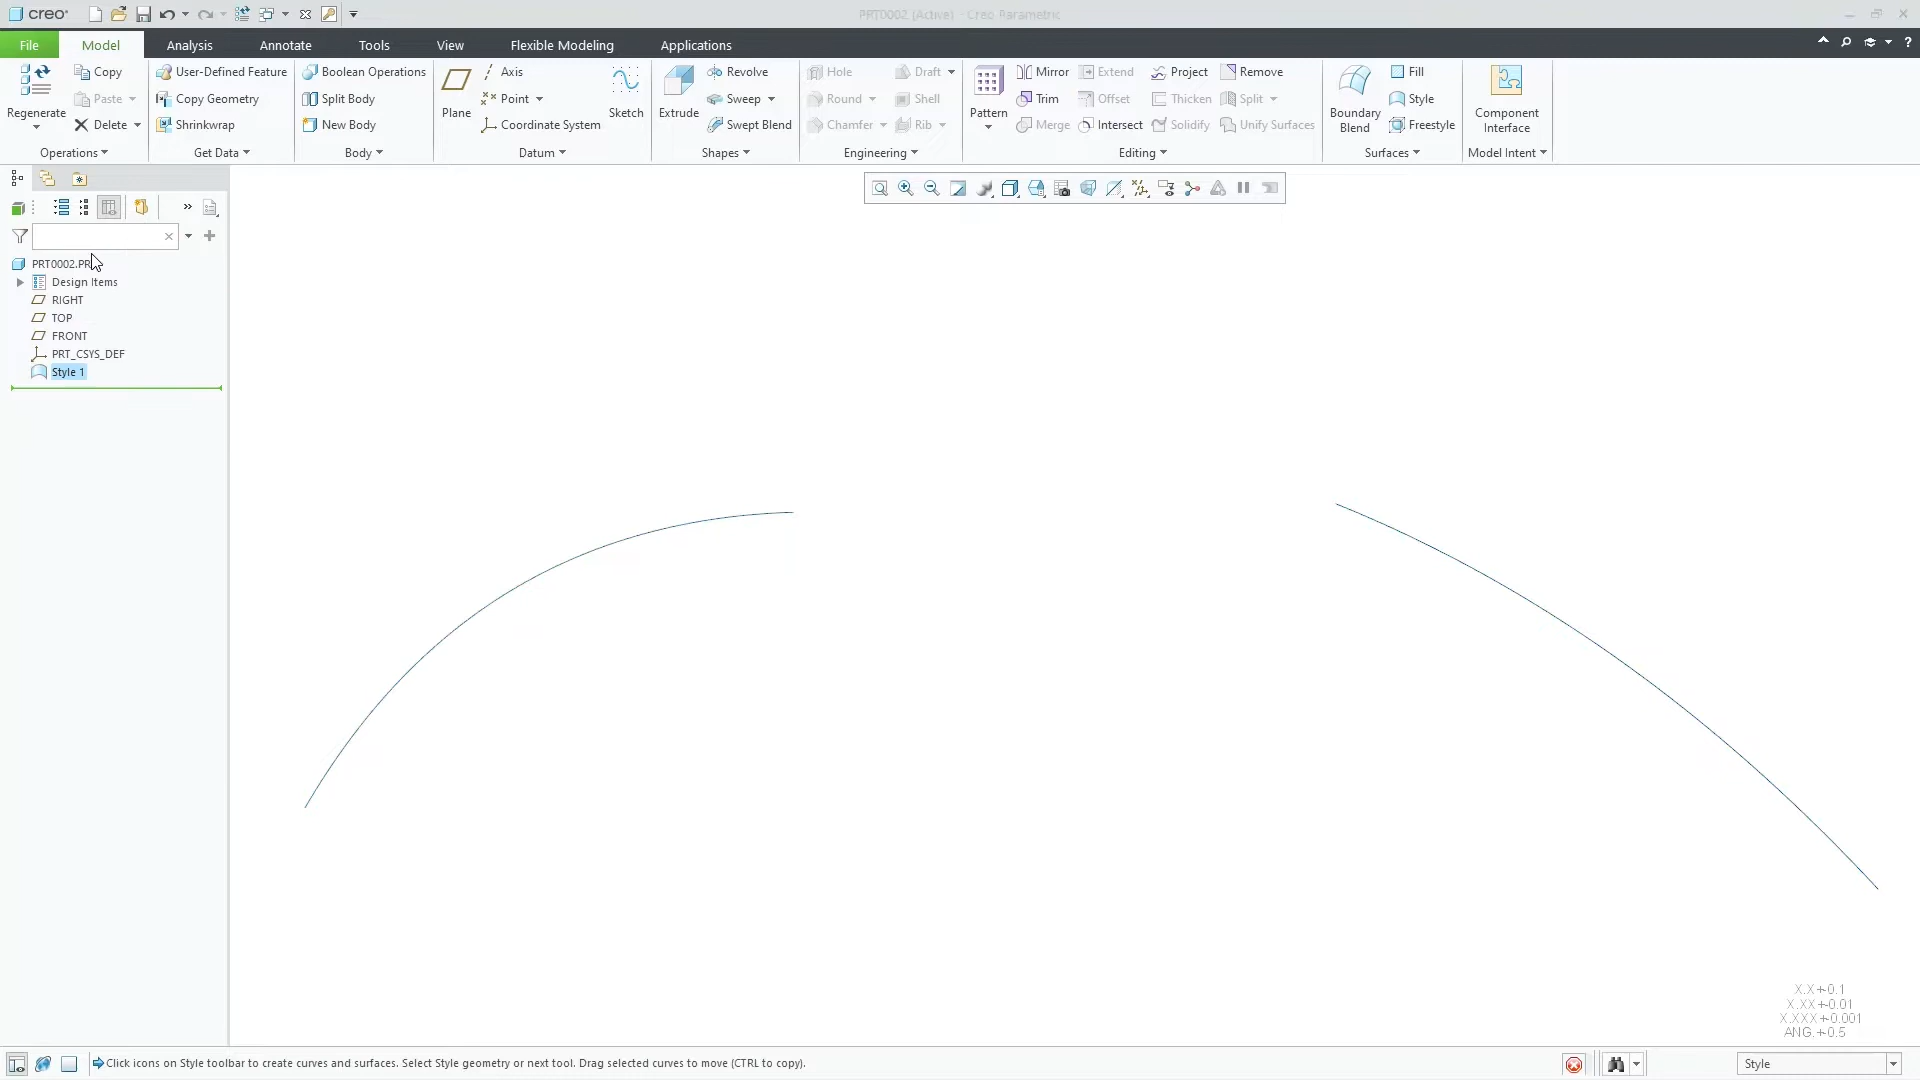 creo
PRT0002 (Active) - Creo Parametric
File Model Analysis Annotate Tools View Flexible Modeling Applications
Regenerate
Copy
Paste
Delete
Operations
User-Defined Feature
Copy Geometry
Shrinkwrap
Get Data
Boolean Operations
Split Body
New Body
Body
Plane
Axis
Point
Coordinate System
Sketch
Datum
Extrude
Revolve
Sweep
Swept Blend
Shapes
Hole
Draft
Round
Shell
Chamfer
Rib
Engineering
Pattern
Mirror
Extend
Project
Remove
Trim
Offset
Thicken
Split
Merge
Intersect
Solidify
Unify Surfaces
Editing
Boundary
Blend
Fill
Style
Freestyle
Surfaces
Component
Interface
Model Intent
PRT0002.PR
Design Items
RIGHT
TOP
FRONT
PRT_CSYS_DEF
Style 1
X.X+-0.1
X.XX+-0.01
X.XXX+-0.001
ANG.+-0.5
Click icons on Style toolbar to create curves and surfaces. Select Style geometry or next tool. Drag selected curves to move (CTRL to copy).
Style